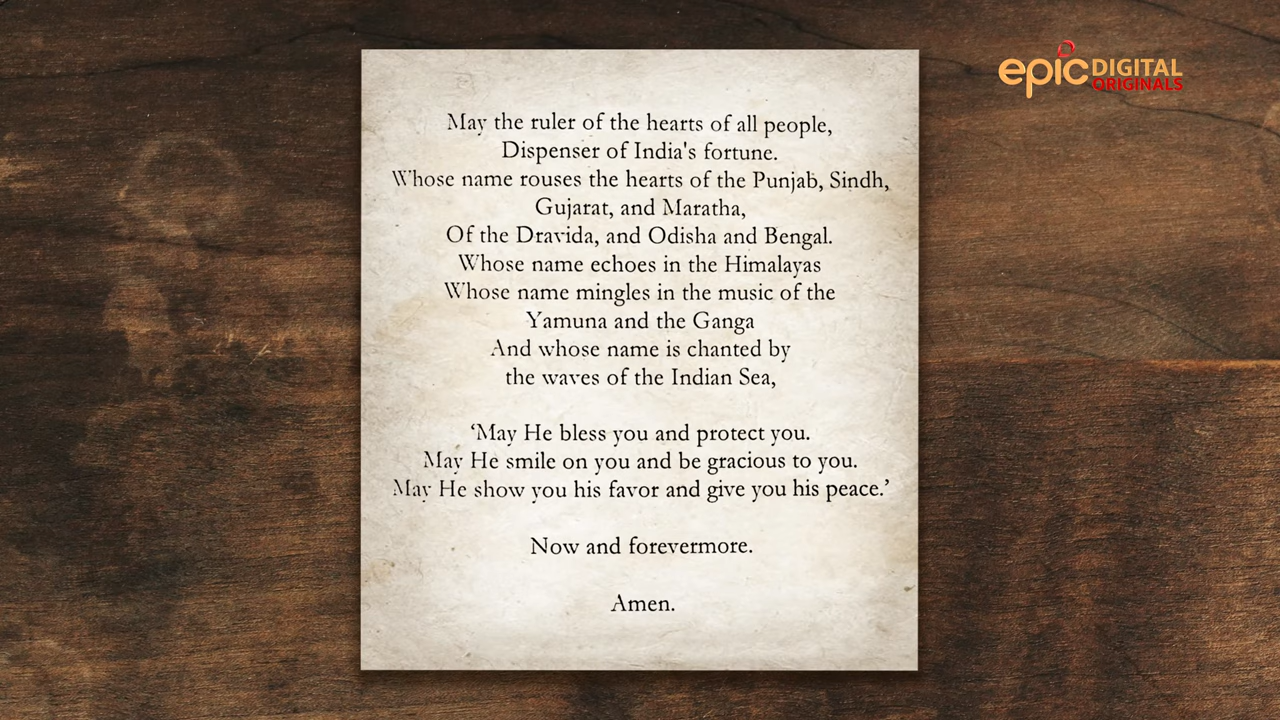 epic DIGITAL
ORIGINALS
May the ruler of the hearts of all people,
Dispenser of India's fortune.
Whose name rouses the hearts of the Punjab, Sindh,
Gujarat, and Maratha,
Of the Dravida, and Odisha and Bengal.
Whose name echoes in the Himalayas
Whose name mingles in the music of the
Yamuna and the Ganga
And whose name is chanted by
the waves of the Indian Sea,
‘May He bless you and protect you.
May He smile on you and be gracious to you.
May He show you his favor and give you his peace.’
Now and forevermore.
Amen.